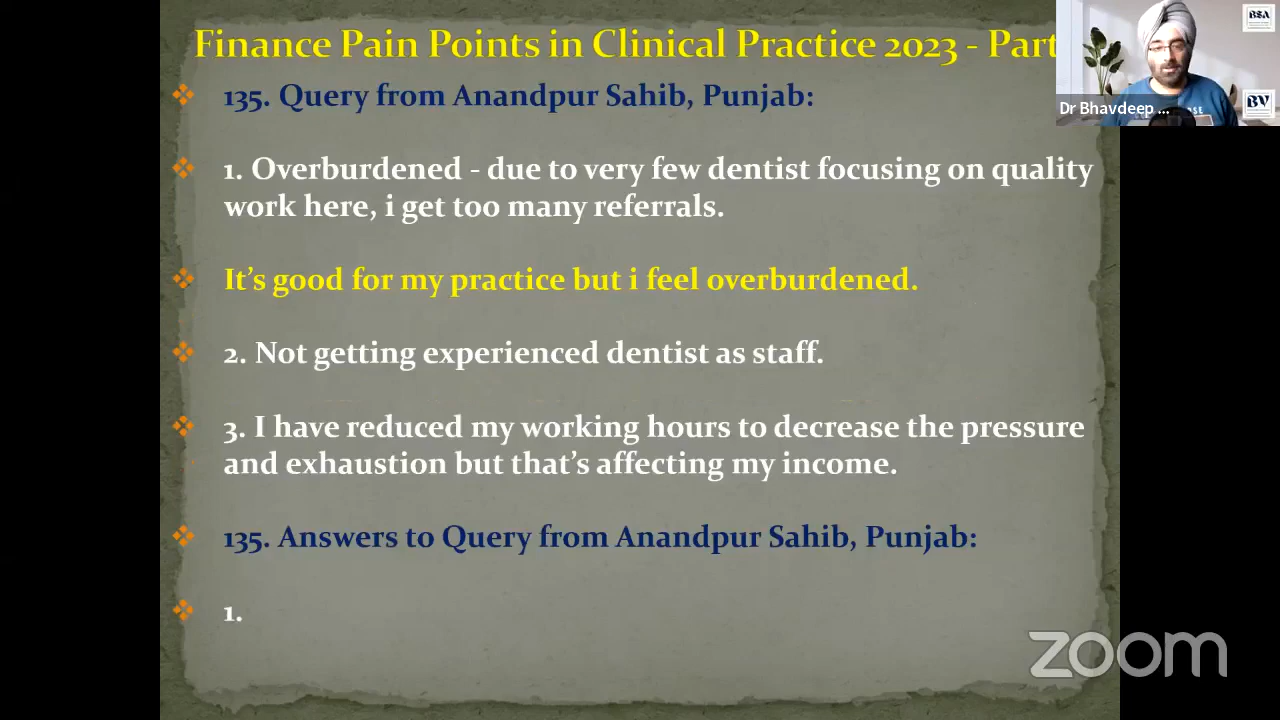 Finance Pain Points in Clinical Practice 2023 - Part
135. Query from Anandpur Sahib, Punjab:
1. Overburdened - due to very few dentist focusing on quality
work here, i get too many referrals.
It's good for my practice but i feel overburdened.
2. Not getting experienced dentist as staff.
3. I have reduced my working hours to decrease the pressure
and exhaustion but that's affecting my income.
135. Answers to Query from Anandpur Sahib, Punjab:
1.
Dr Bhavdeep ...
B$A
BV
zoom